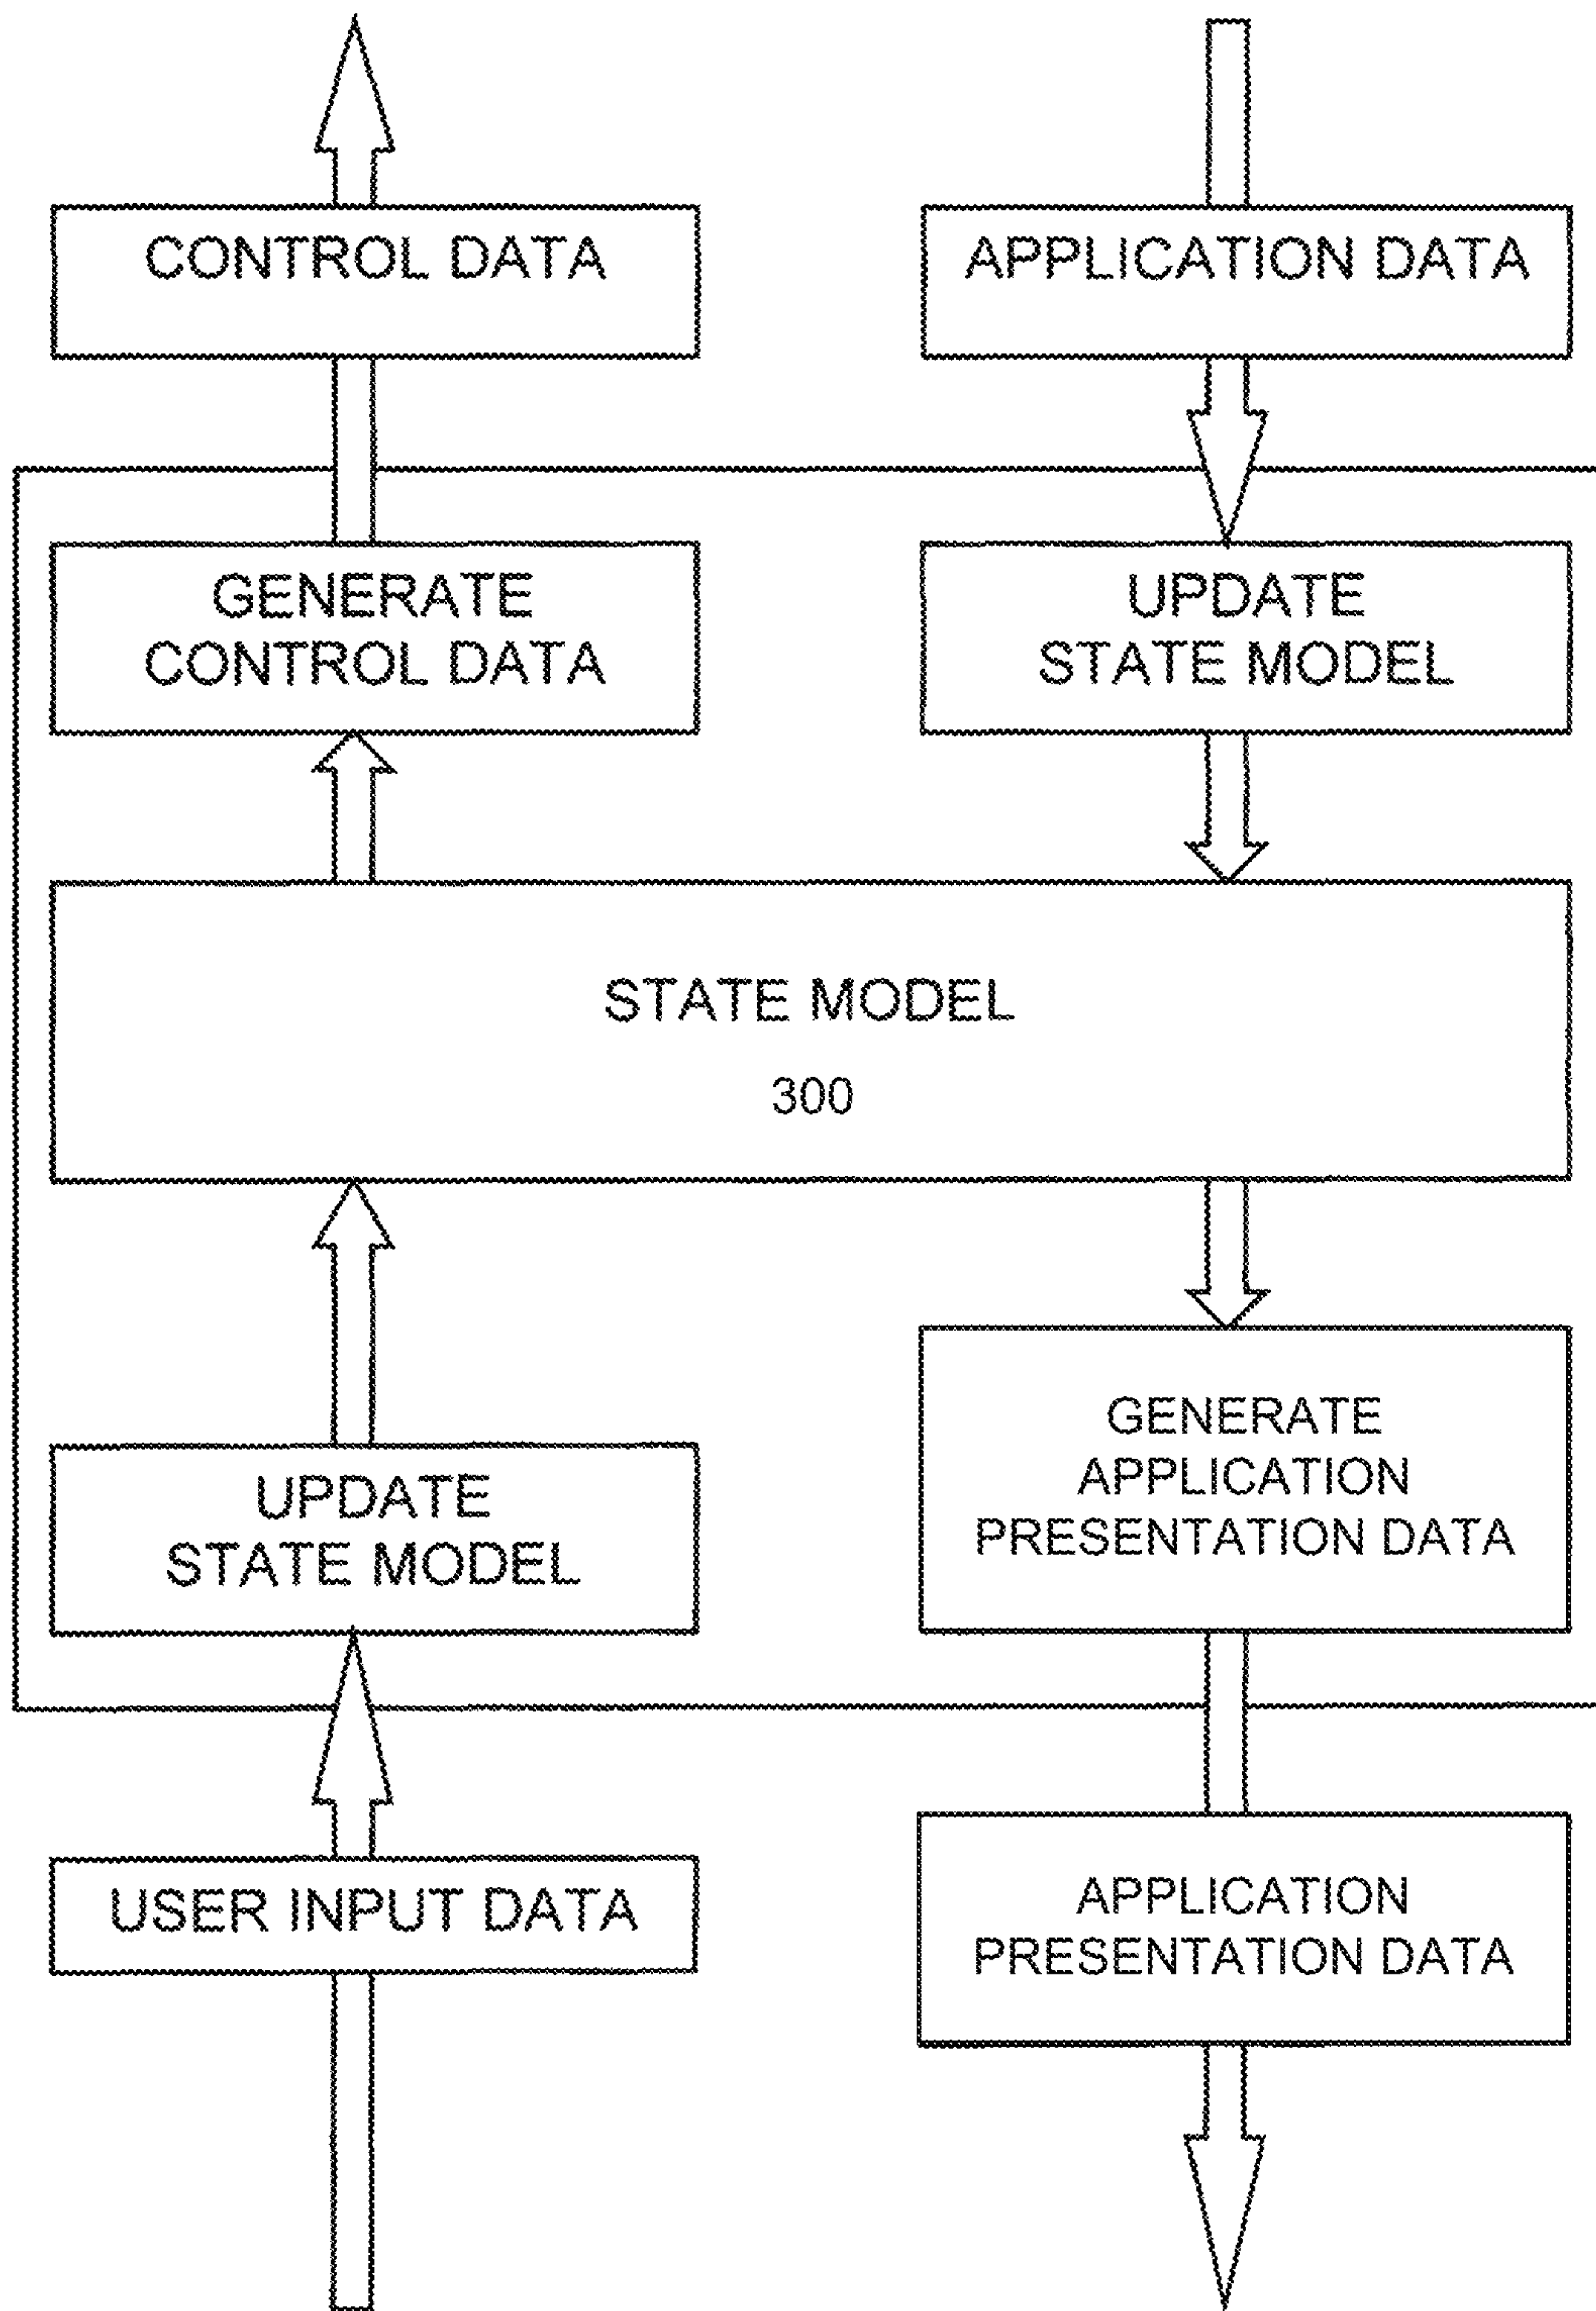 CONTROL DATA
APPLICATION DATA
GENERATE
CONTROL DATA
UPDATE
STATE MODEL
STATE MODEL
300
UPDATE
STATE MODEL
GENERATE
APPLICATION
PRESENTATION DATA
USER INPUT DATA
APPLICATION
PRESENTATION DATA